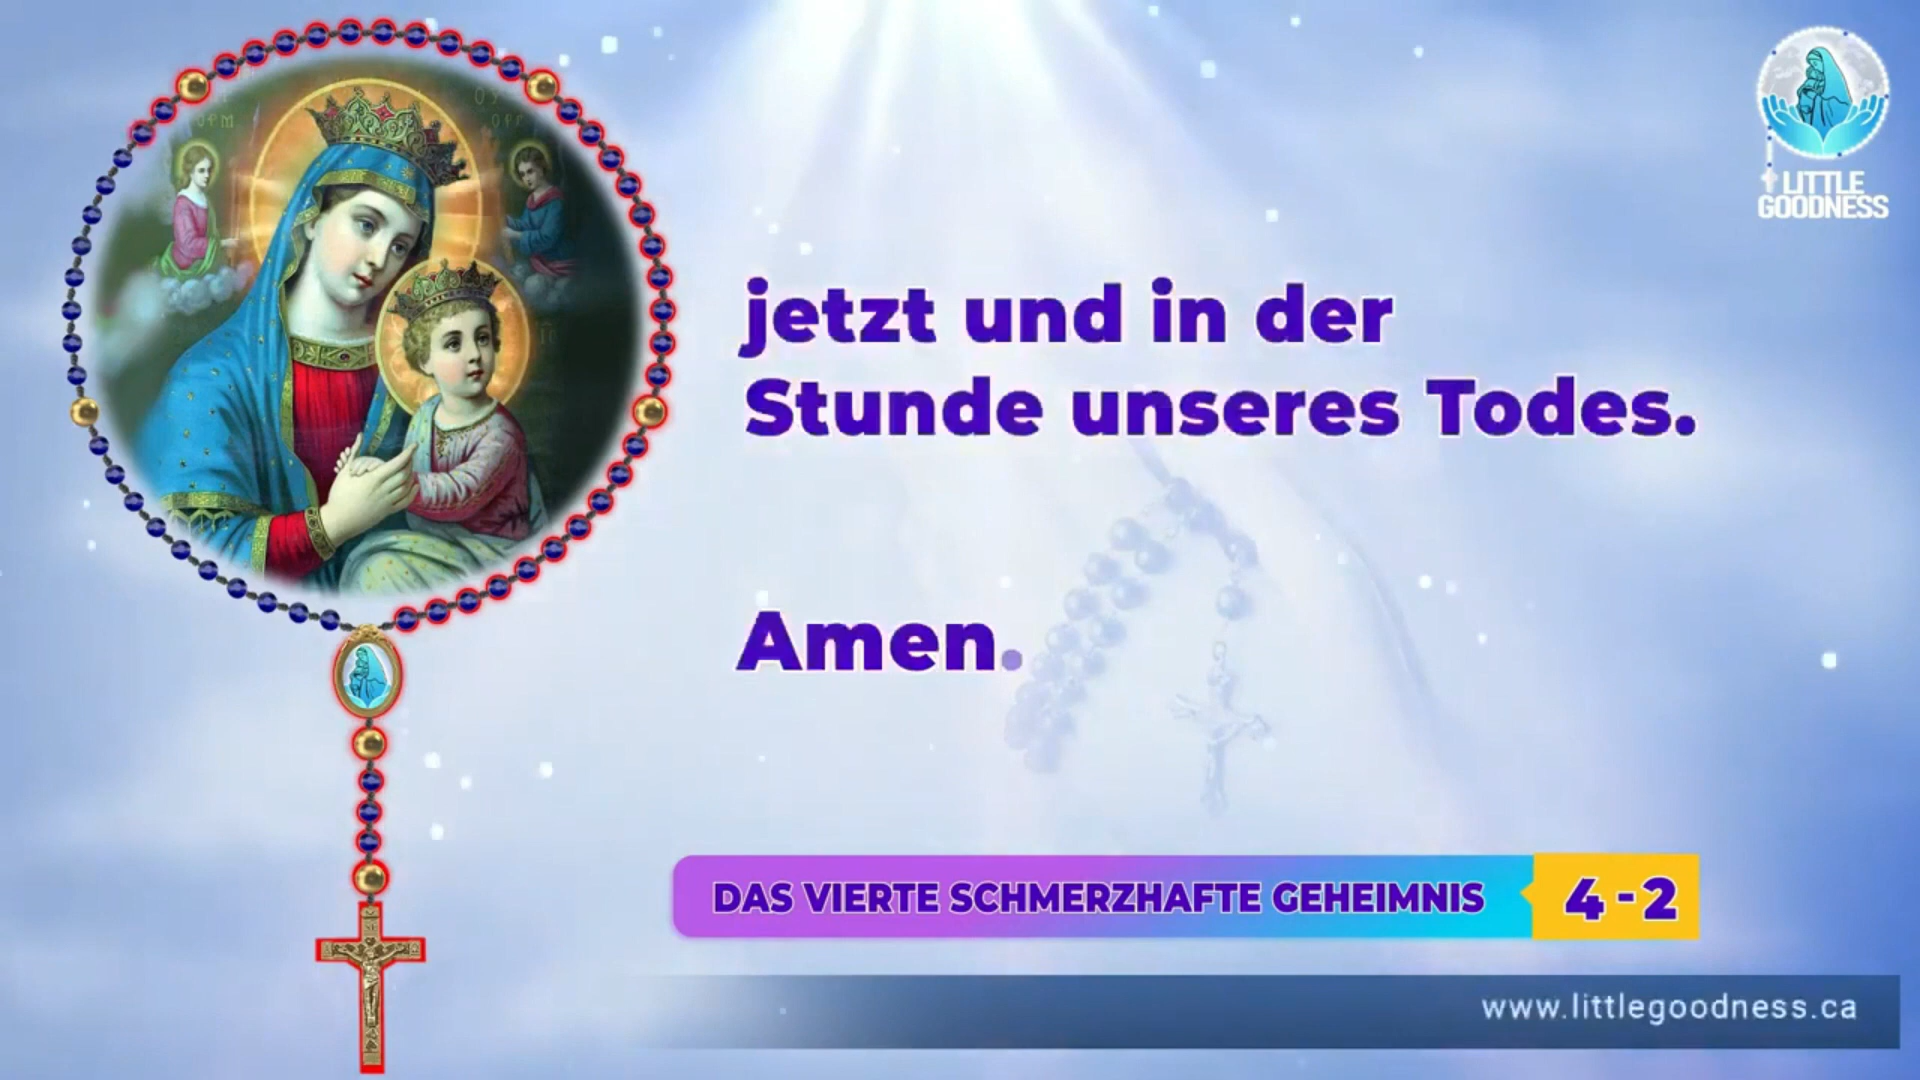 LITTLE
GOODNESS
jetzt und in der
Stunde unseres Todes.
Amen.
DAS VIERTE SCHMERZHAFTE GEHEIMNIS
4-2
www.littlegoodness.ca